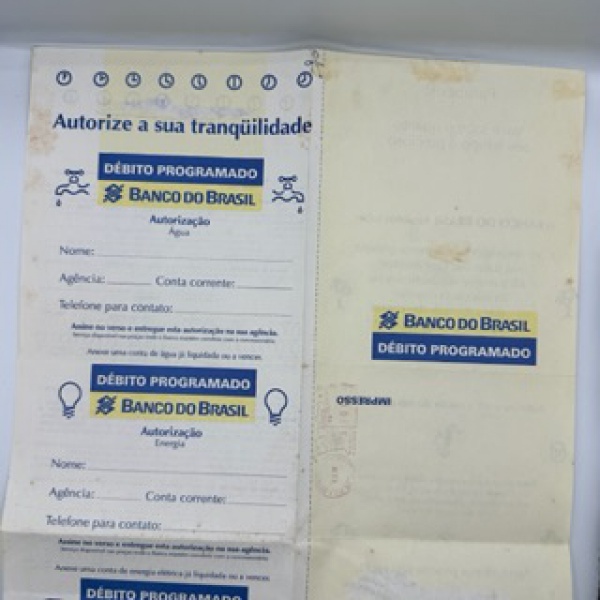 Autorize a sua tranqüilidade
DÉBITO PROGRAMADO
BANCO DO BRASIL
Autorização
Água
Nome:
Agência: Conta corrente:
Telefone para contato:
Assine no verso e entregue esta autorização na sua agência.
Anexe uma conta de água já liquidada ou a vencer.
DÉBITO PROGRAMADO
BANCO DO BRASIL
Autorização
Energia
Nome:
Agência: Conta corrente:
Telefone para contato:
Assine no verso e entregue esta autorização na sua agência.
Anexe uma conta de energia elétrica já liquidada ou a vencer.
DÉBITO PROGRAMADO
BANCO DO BRASIL
DÉBITO PROGRAMADO
IMPRESSO